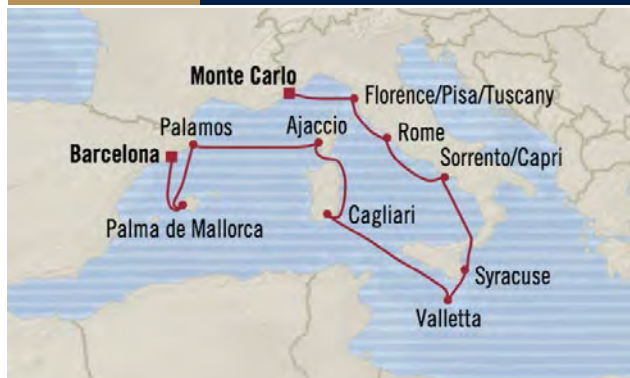 Monte Carlo
Florence/Pisa/Tuscany
Palamos
Ajaccio
Rome
Barcelona
Sorrento/Capri
Palma de Mallorca
Cagliari
Syracuse
Valletta